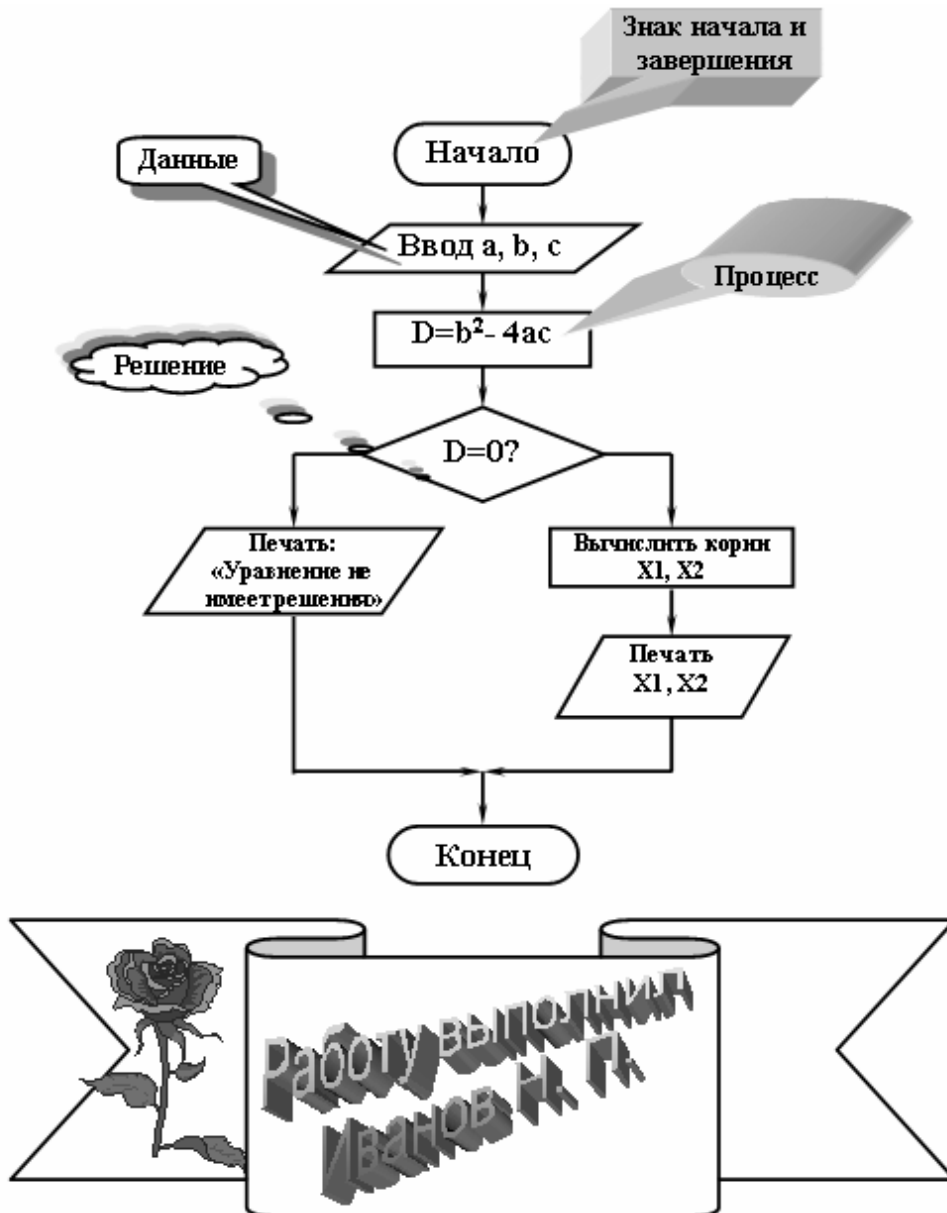 Знак начала и
завершения
Начало
Данные
Ввод a, b, c
Процесс
D=b²- 4ac
Решение
D=0?
Печать:
«Уравнение не
имеетрешения»
Вычислить корни
X1, X2
Печать
X1, X2
Конец
Работу выполнил
Иванов Н. П.